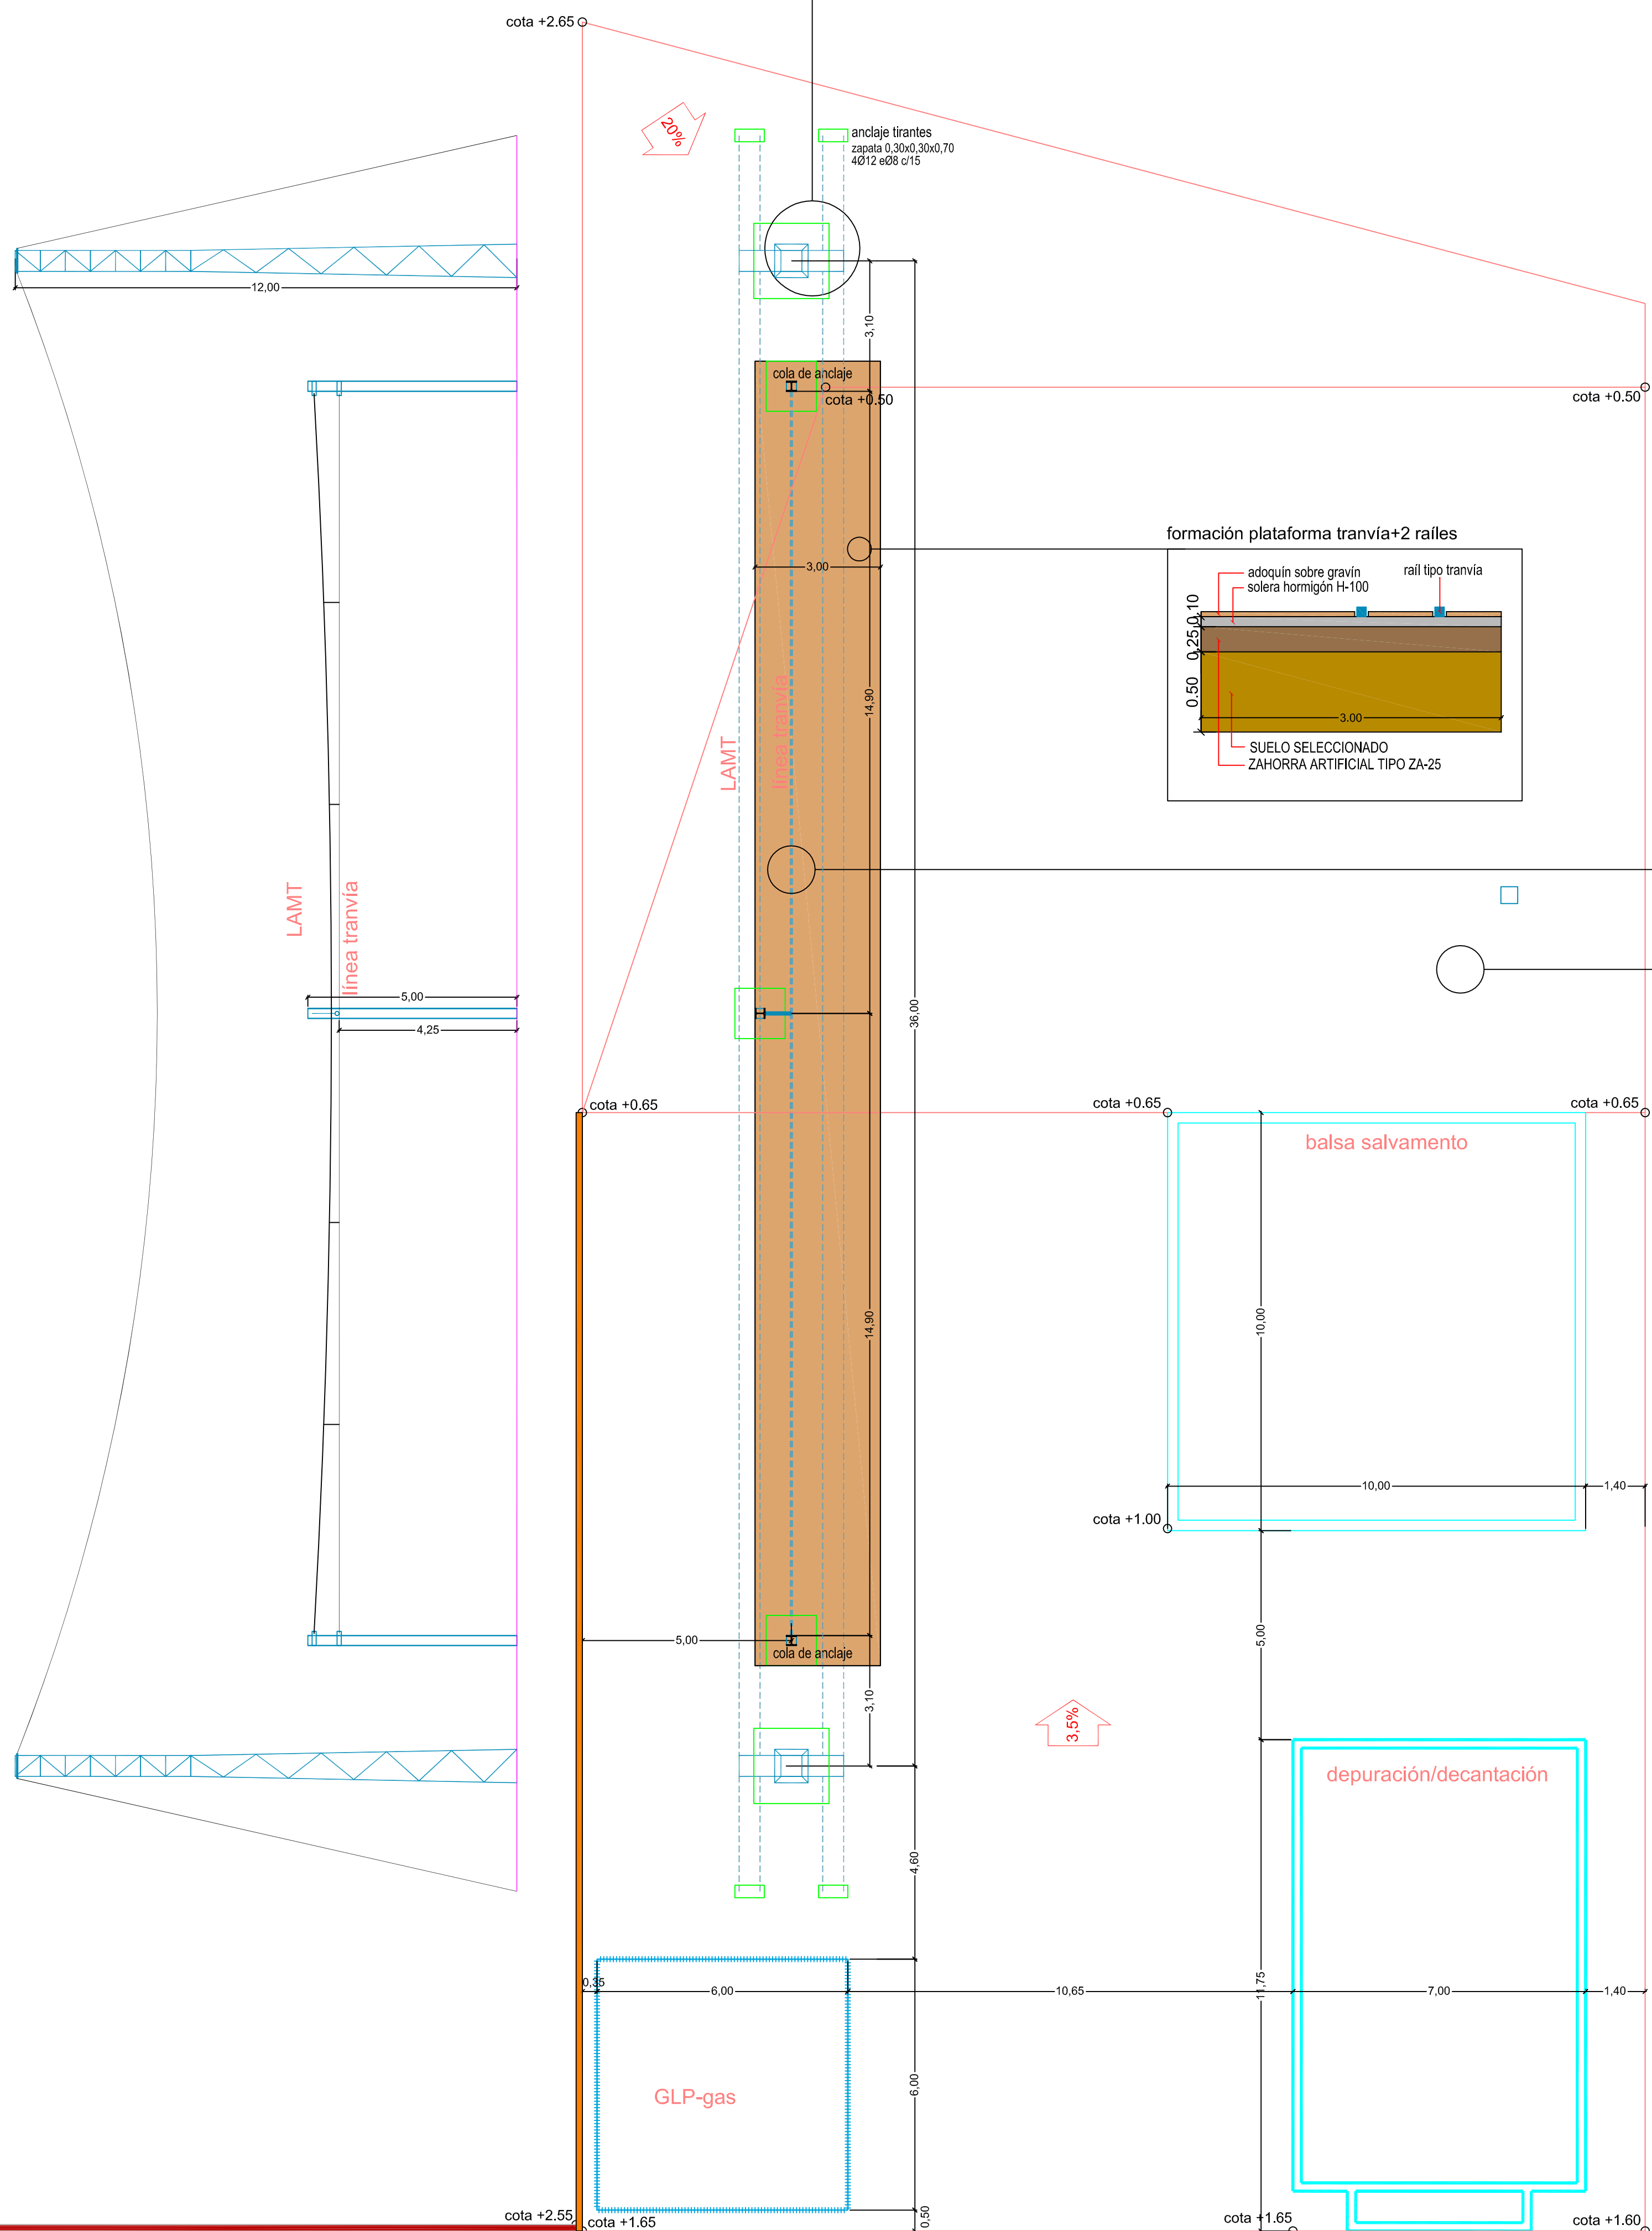 cota +2.65
20%
anclaje tirantes
zapata 0,30x0,30x0,70
4Ø12 eØ8 c/15
12,00
3,10
cola de anclaje
cota +0.50
cota +0.50
formación plataforma tranvía+2 raíles
adoquín sobre gravín
solera hormigón H-100
raíl tipo tranvía
0,10
0,25
0.50
3.00
SUELO SELECCIONADO
ZAHORRA ARTIFICIAL TIPO ZA-25
3,00
14,90
línea tranvía
LAMT
LAMT
línea tranvía
5,00
4,25
36,00
cota +0.65
cota +0.65
cota +0.65
balsa salvamento
10,00
14,90
10,00
1,40
cota +1.00
5,00
5,00
cola de anclaje
3,10
3,5%
depuración/decantación
4,60
0,35
6,00
10,65
11,75
7,00
1,40
GLP-gas
6,00
0,50
cota +2.55
cota +1.65
cota +1.65
cota +1.60